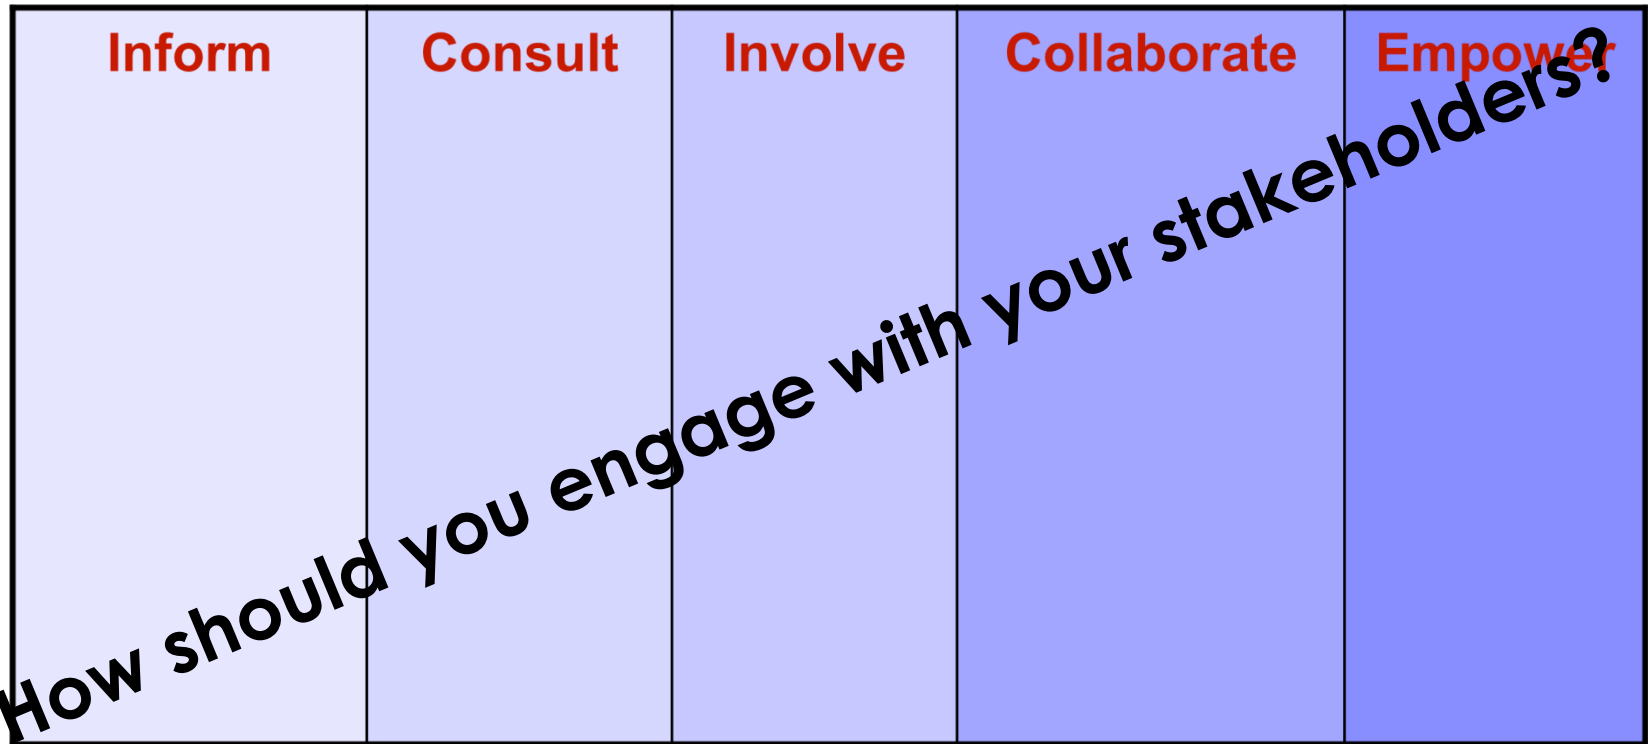 Inform
Consult
Involve
Collaborate
Empower
How should you engage with your stakeholders?